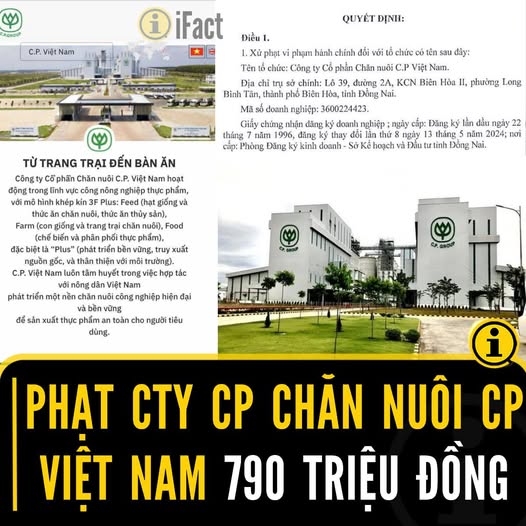 C.P.GROUP
iFact
C.P. Việt Nam
TỪ TRANG TRẠI ĐẾN BÀN ĂN
Công ty Cổ phần Chăn nuôi C.P. Việt Nam hoạt
động trong lĩnh vực công nông nghiệp thực phẩm,
với mô hình khép kín 3F Plus: Feed (hạt giống và
thức ăn chăn nuôi, thức ăn thủy sản),
Farm (con giống và trang trại chăn nuôi), Food
(chế biến và phân phối thực phẩm),
đặc biệt là “Plus” (phát triển bền vững, truy xuất
nguồn gốc, và thân thiện với môi trường).
C.P. Việt Nam luôn tâm huyết trong việc hợp tác
với nông dân Việt Nam
phát triển một nền chăn nuôi công nghiệp hiện đại
và bền vững
để sản xuất thực phẩm an toàn cho người tiêu
dùng.
QUYẾT ĐỊNH:
Điều 1.
1. Xử phạt vi phạm hành chính đối với tổ chức có tên sau đây:
Tên tổ chức: Công ty Cổ phần Chăn nuôi C.P Việt Nam.
Địa chỉ trụ sở chính: Lô 39, đường 2A, KCN Biên Hòa II, phường Long
Bình Tân, thành phố Biên Hòa, tỉnh Đồng Nai.
Mã số doanh nghiệp: 3600224423.
Giấy chứng nhận đăng ký doanh nghiệp ; ngày cấp: Đăng ký lần đầu ngày 22
tháng 7 năm 1996, đăng ký thay đổi lần thứ 8 ngày 13 tháng 5 năm 2024; nơi
cấp: Phòng Đăng ký kinh doanh - Sở Kế hoạch và Đầu tư tỉnh Đồng Nai.
C.P. GROUP
C.P. GROUP
PHẠT CTY CP CHĂN NUÔI CP
VIỆT NAM 790 TRIỆU ĐỒNG